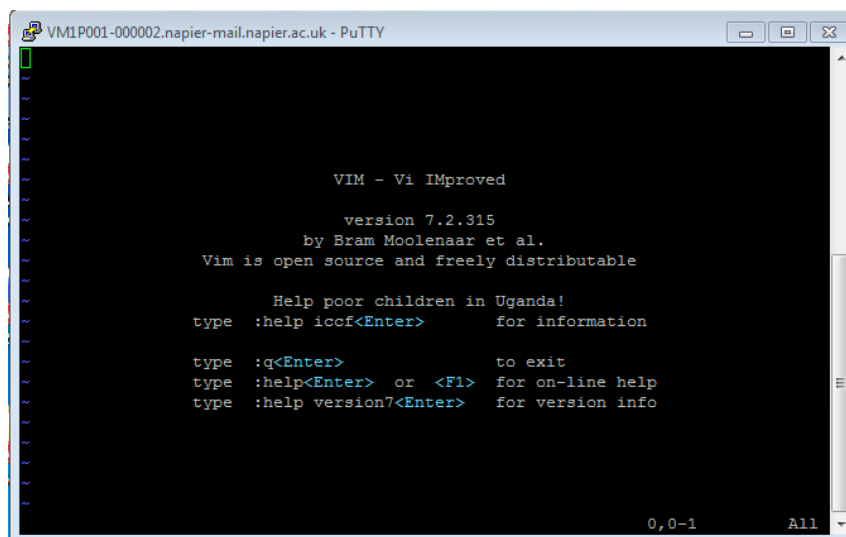 VM1P001-000002.napier-mail.napier.ac.uk - PuTTY
~
~
~
~
~
~ VIM - Vi IMproved
~
~ version 7.2.315
~ by Bram Moolenaar et al.
~ Vim is open source and freely distributable
~
~ Help poor children in Uganda!
~ type :help iccf<Enter> for information
~
~ type :q<Enter> to exit
~ type :help<Enter> or <F1> for on-line help
~ type :help version7<Enter> for version info
~
~
~
~
~
0,0-1 All